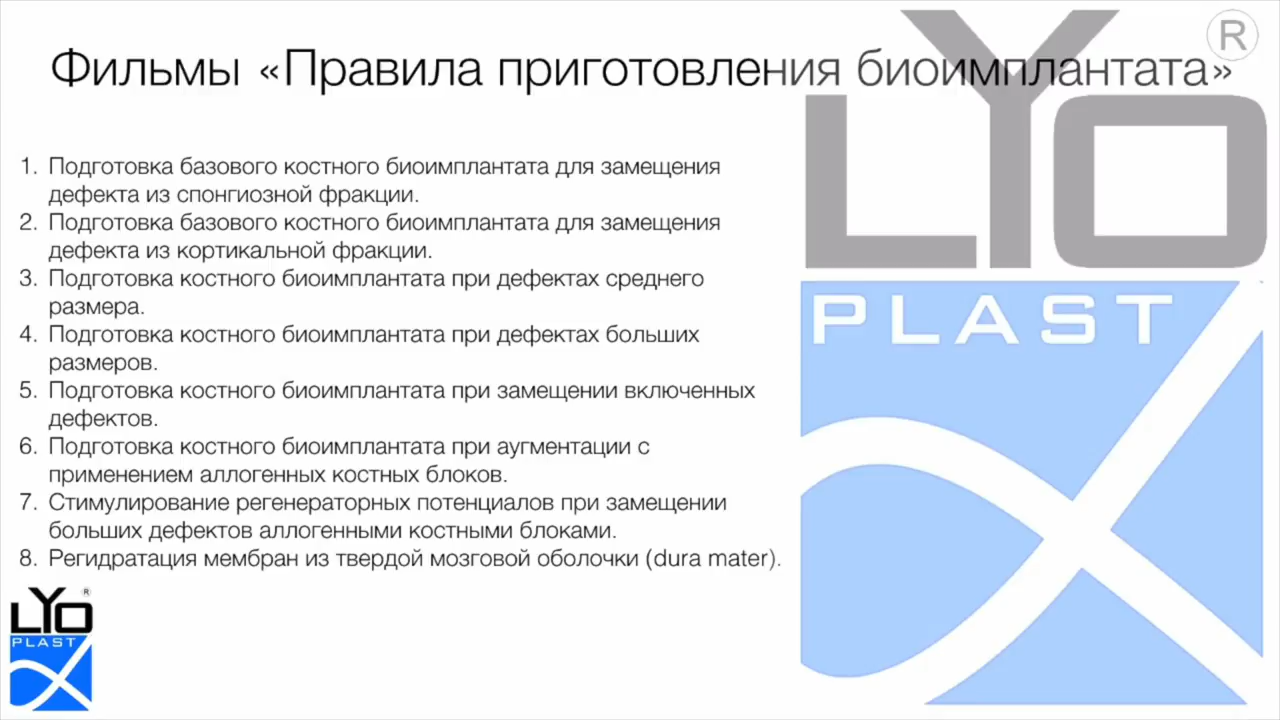 Фильмы «Правила приготовления биоимплантата»
1. Подготовка базового костного биоимплантата для замещения
дефекта из спонгиозной фракции.
2. Подготовка базового костного биоимплантата для замещения
дефекта из кортикальной фракции.
3. Подготовка костного биоимплантата при дефектах среднего
размера.
4. Подготовка костного биоимплантата при дефектах больших
размеров.
5. Подготовка костного биоимплантата при замещении включенных
дефектов.
6. Подготовка костного биоимплантата при аугментации с
применением аллогенных костных блоков.
7. Стимулирование регенераторных потенциалов при замещении
больших дефектов аллогенными костными блоками.
8. Регидратация мембран из твердой мозговой оболочки (dura mater).
LYO ®
PLAST
LYO ®
PLAST